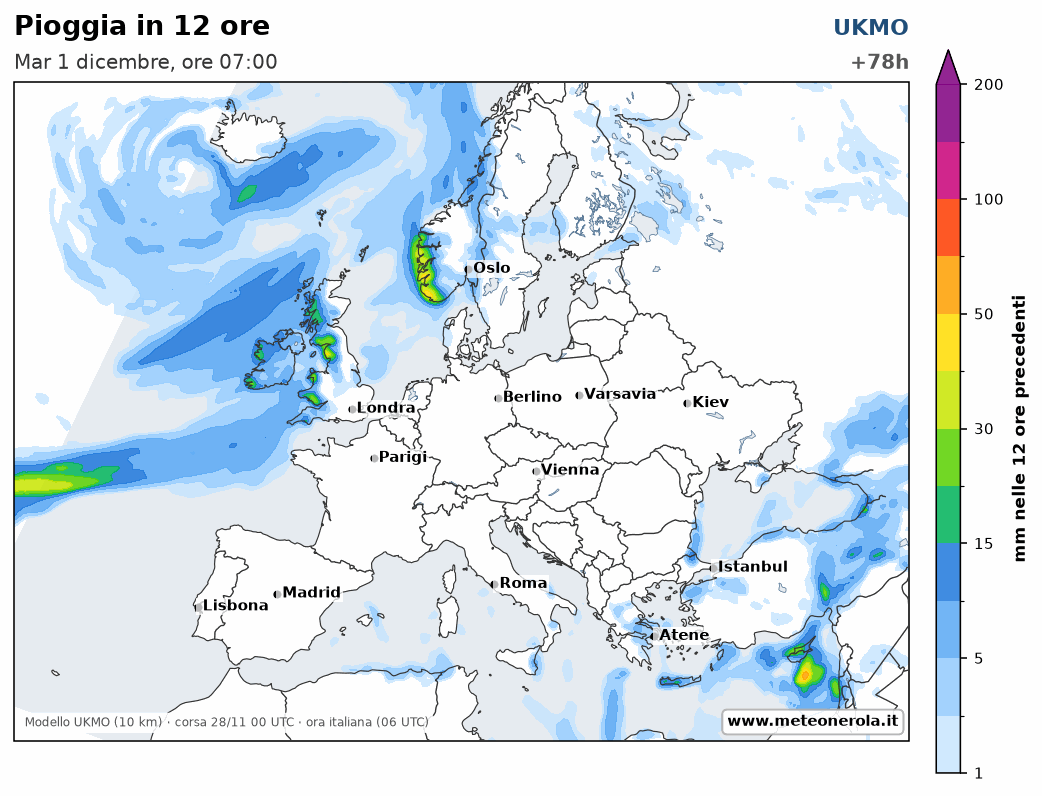 Pioggia in 12 ore
UKMO
Mar 1 dicembre, ore 07:00
+78h
200
100
50
30
15
5
1
mm nelle 12 ore precedenti
Oslo
Londra
Berlino
Varsavia
Kiev
Parigi
Vienna
Istanbul
Roma
Madrid
Lisbona
Atene
Modello UKMO (10 km) · corsa 28/11 00 UTC · ora italiana (06 UTC)
www.meteonerola.it